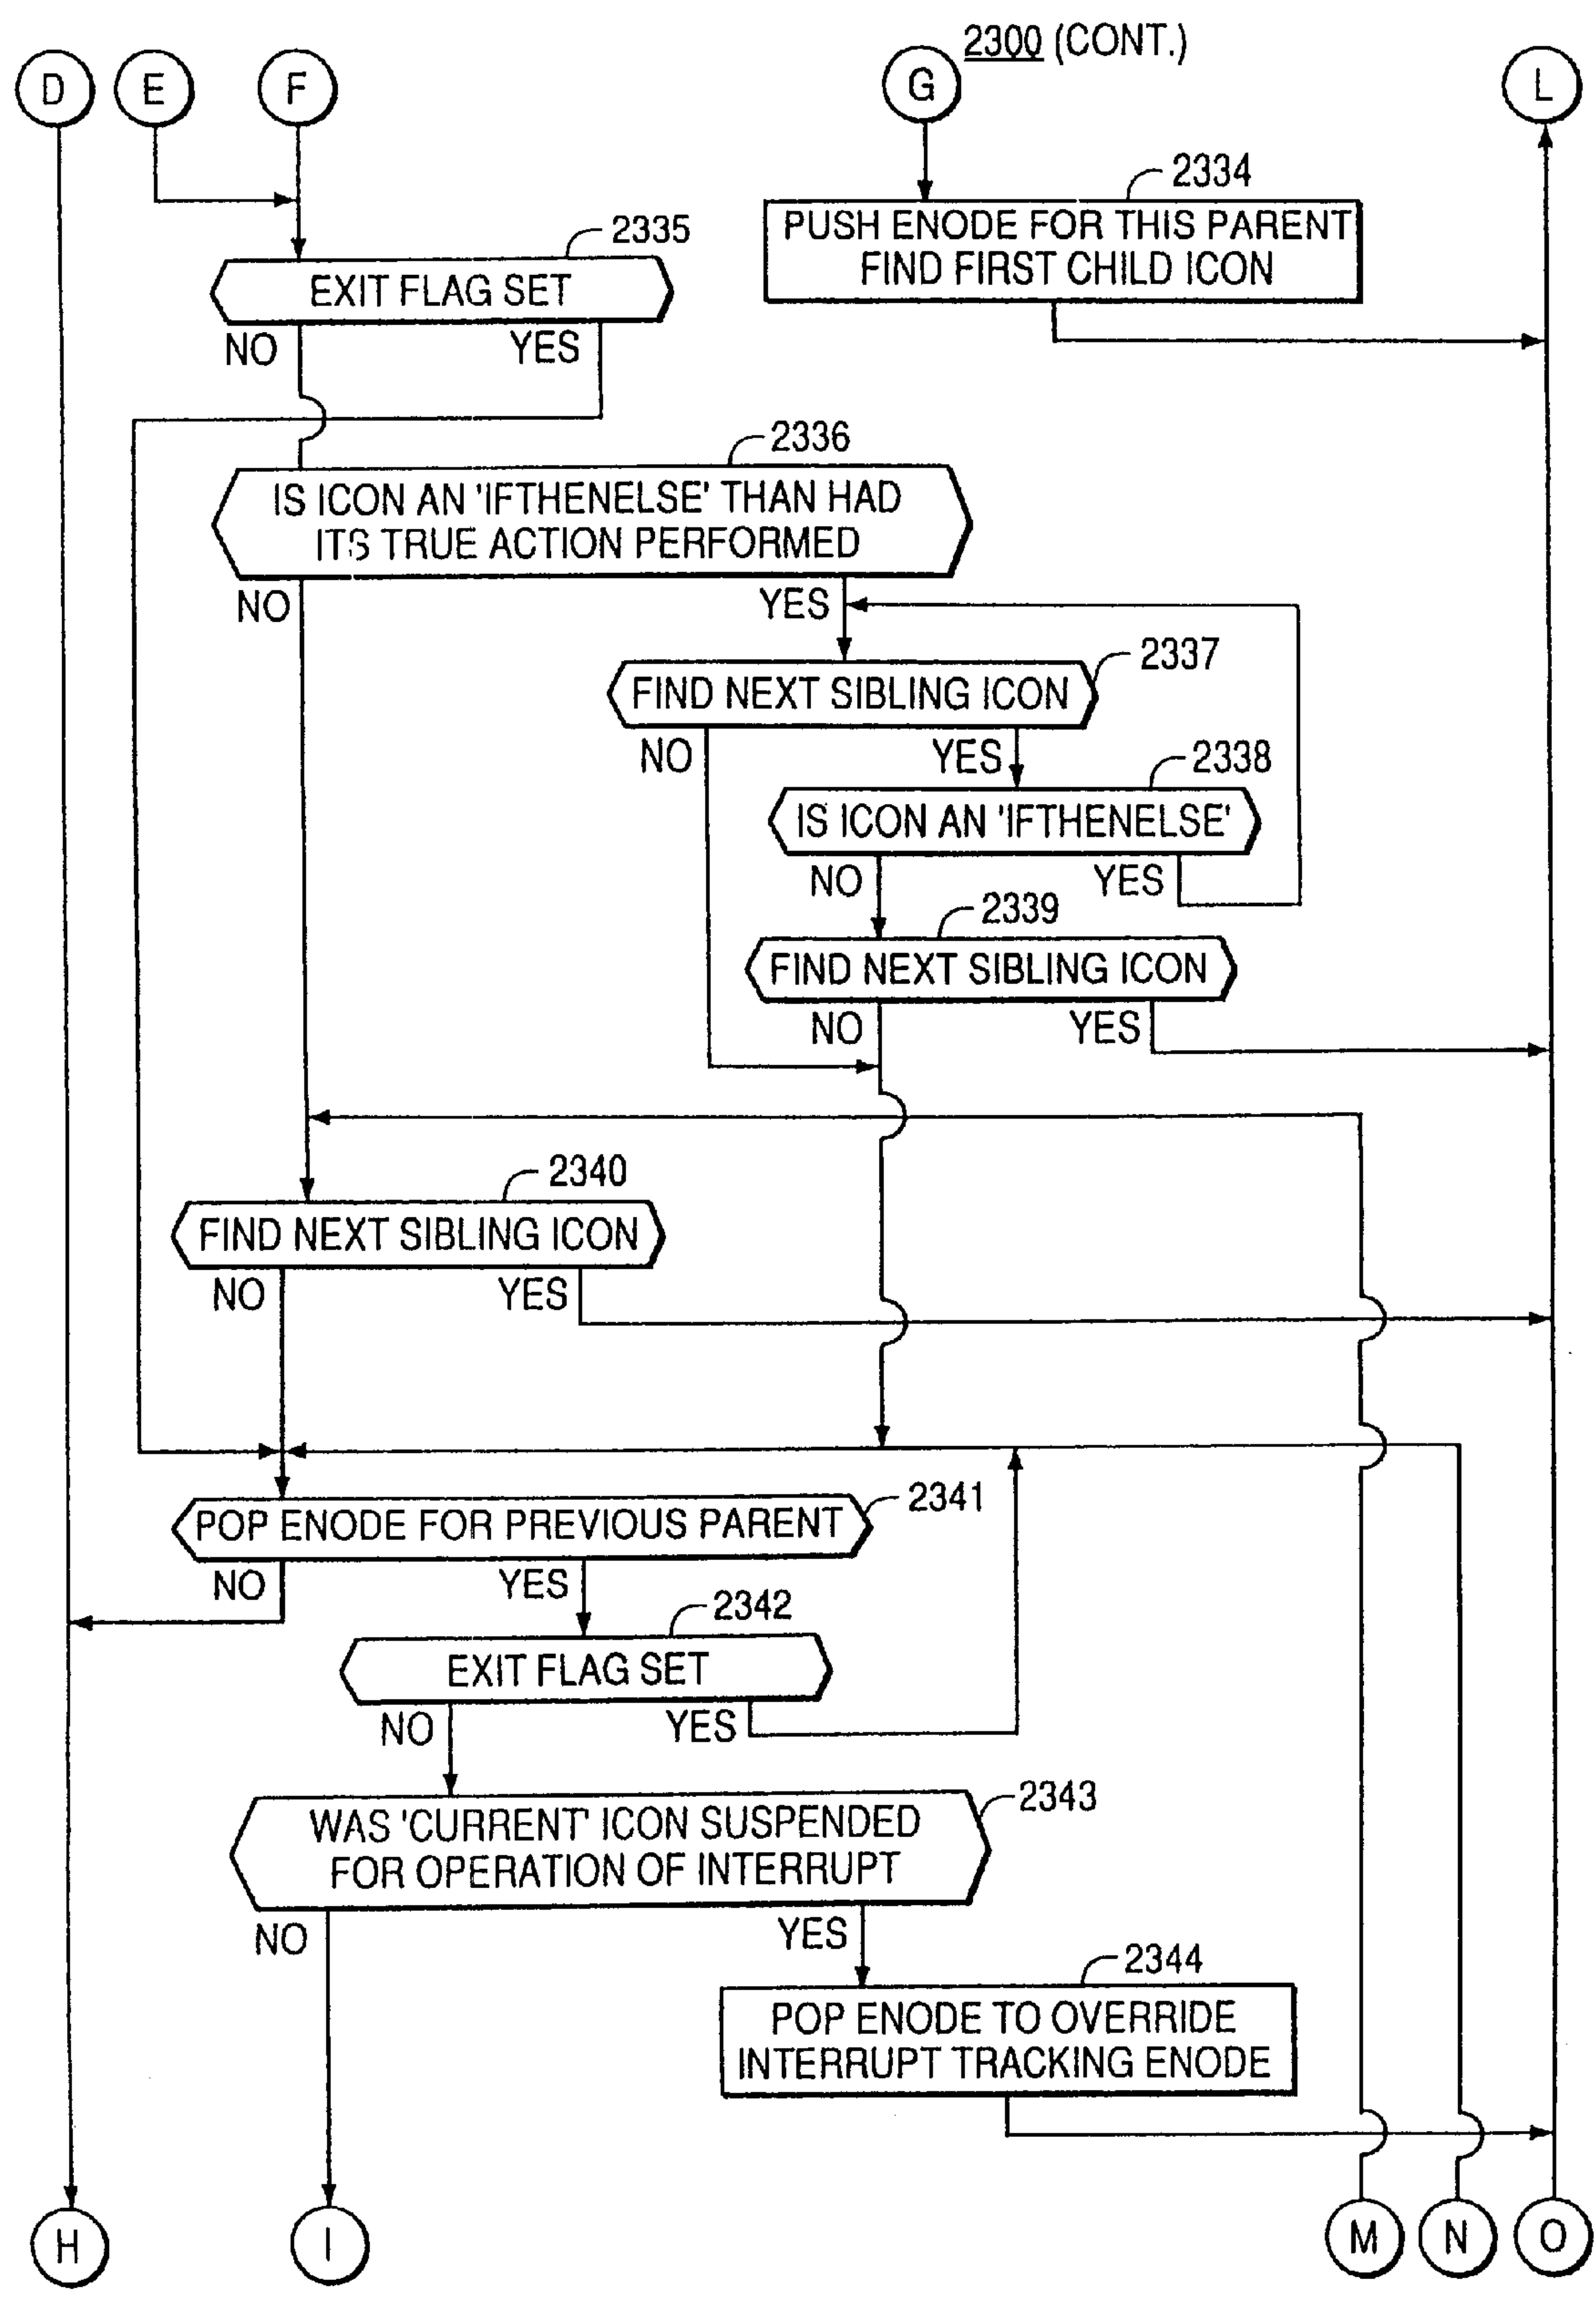 2300 (CONT.)
D
E
F
G
L
2334
PUSH ENODE FOR THIS PARENT
FIND FIRST CHILD ICON
2335
EXIT FLAG SET
NO
YES
2336
IS ICON AN 'IFTHENELSE' THAN HAD
ITS TRUE ACTION PERFORMED
NO
YES
2337
FIND NEXT SIBLING ICON
NO
YES
2338
IS ICON AN 'IFTHENELSE'
NO
YES
2339
FIND NEXT SIBLING ICON
NO
YES
2340
FIND NEXT SIBLING ICON
NO
YES
2341
POP ENODE FOR PREVIOUS PARENT
NO
YES
2342
EXIT FLAG SET
NO
YES
2343
WAS 'CURRENT' ICON SUSPENDED
FOR OPERATION OF INTERRUPT
NO
YES
2344
POP ENODE TO OVERRIDE
INTERRUPT TRACKING ENODE
H
I
M
N
O